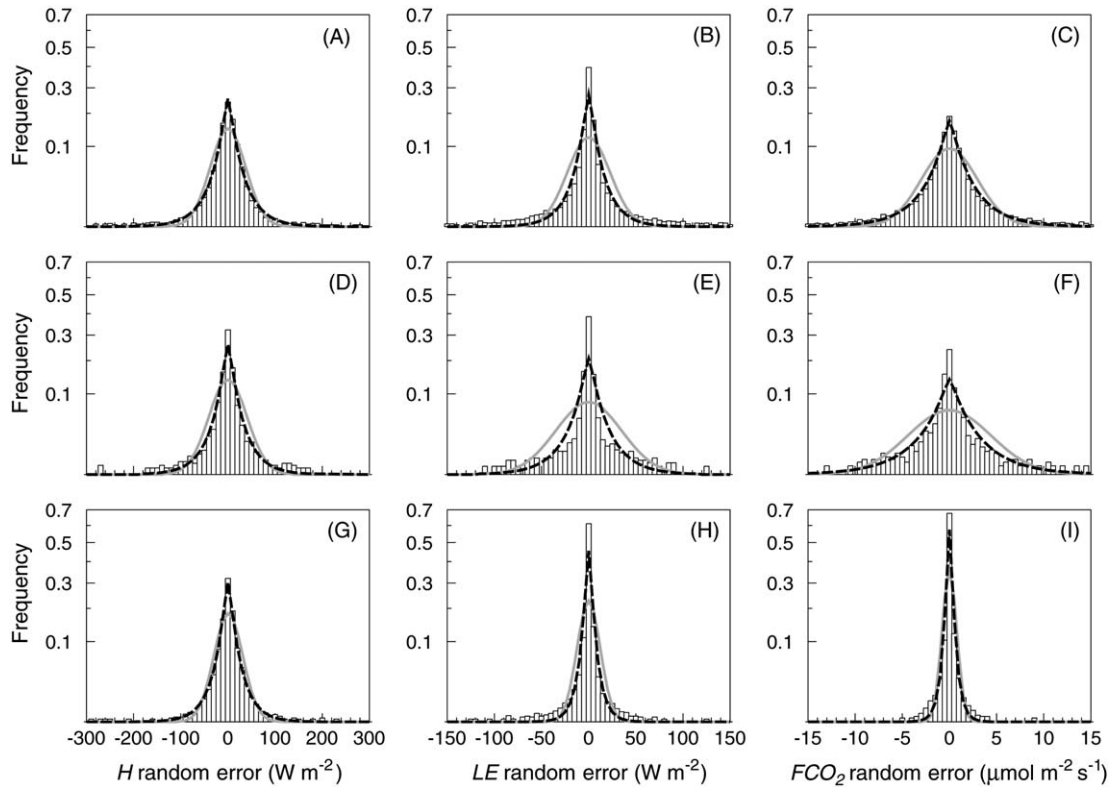 (A)
(B)
(C)
0.7
0.5
0.3
0.1
Frequency
0.7
0.5
0.3
0.1
0.7
0.5
0.3
0.1
(D)
(E)
(F)
0.7
0.5
0.3
0.1
Frequency
0.7
0.5
0.3
0.1
0.7
0.5
0.3
0.1
(G)
(H)
(I)
0.7
0.5
0.3
0.1
Frequency
0.7
0.5
0.3
0.1
0.7
0.5
0.3
0.1
-300 -200 -100 0 100 200 300
-150 -100 -50 0 50 100 150
-15 -10 -5 0 5 10 15
H random error (W m⁻²)
LE random error (W m⁻²)
FCO₂ random error (μmol m⁻² s⁻¹)